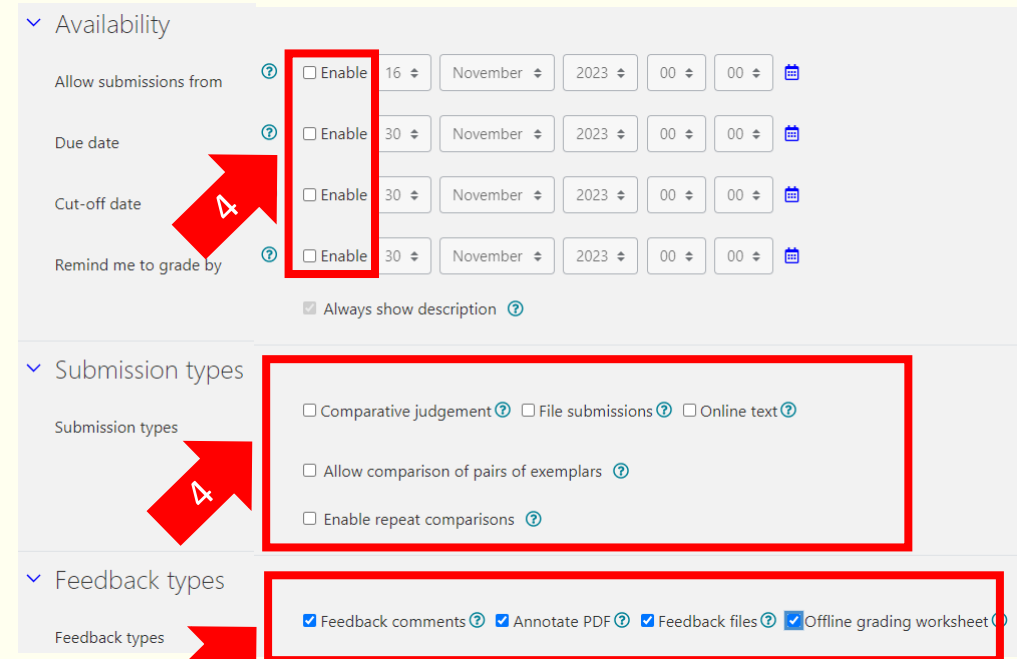 Availability
Allow submissions from ? Enable 16 November 2023 00 00
Due date ? Enable 30 November 2023 00 00
Cut-off date ? Enable 30 November 2023 00 00
Remind me to grade by ? Enable 30 November 2023 00 00
4
Always show description ?
Submission types
Submission types
Comparative judgement ? File submissions ? Online text ?
Allow comparison of pairs of exemplars ?
4
Enable repeat comparisons ?
Feedback types
Feedback types
Feedback comments ? Annotate PDF ? Feedback files ? Offline grading worksheet ?